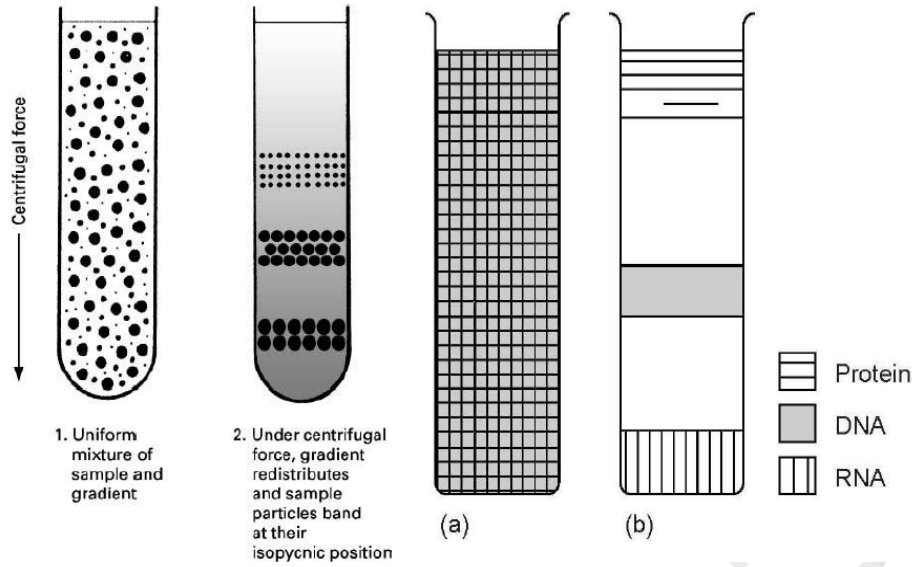 Centrifugal force
1. Uniform
mixture of
sample and
gradient
2. Under centrifugal
force, gradient
redistributes
and sample
particles band
at their
isopycnic position
(a)
(b)
Protein
DNA
RNA